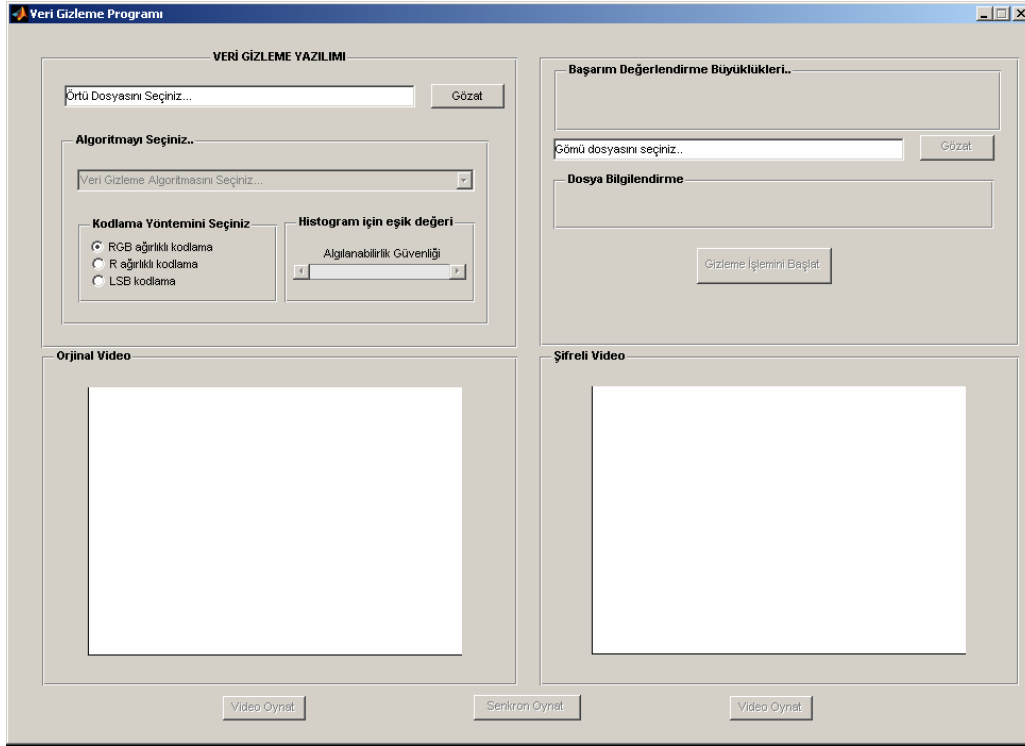 Veri Gizleme Programı
VERİ GİZLEME YAZILIMI
Örtü Dosyasını Seçiniz...
Gözat
Algoritmayı Seçiniz..
Veri Gizleme Algoritmasını Seçiniz...
Kodlama Yöntemini Seçiniz
RGB ağırlıklı kodlama
R ağırlıklı kodlama
LSB kodlama
Histogram için eşik değeri
Algılanabilirlik Güvenliği
Başarım Değerlendirme Büyüklükleri..
Gömü dosyasını seçiniz..
Gözat
Dosya Bilgilendirme
Gizleme İşlemini Başlat
Orjinal Video
Şifreli Video
Video Oynat
Senkron Oynat
Video Oynat